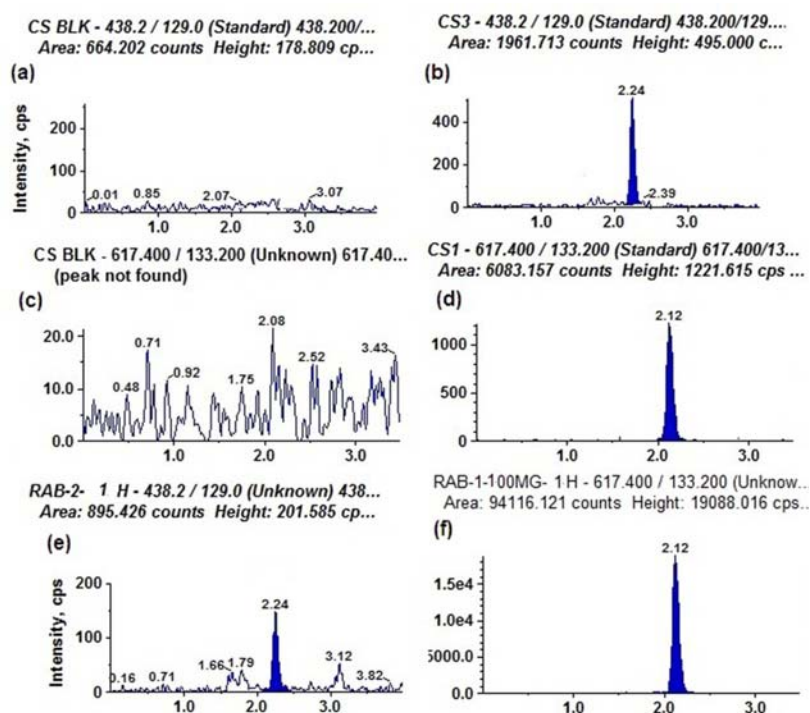 CS BLK - 438.2 / 129.0 (Standard) 438.200/...
Area: 664.202 counts Height: 178.809 cp...
(a)
Intensity, cps
200
100
0
0.01
0.85
2.07
3.07
1.0
2.0
3.0
CS3 - 438.2 / 129.0 (Standard) 438.200/129....
Area: 1961.713 counts Height: 495.000 c...
(b)
400
200
0
2.24
2.39
1.0
2.0
3.0
CS BLK - 617.400 / 133.200 (Unknown) 617.40...
(peak not found)
(c)
20.0
10.0
0.0
0.48
0.71
0.92
1.75
2.08
2.52
3.43
1.0
2.0
3.0
CS1 - 617.400 / 133.200 (Standard) 617.400/13...
Area: 6083.157 counts Height: 1221.615 cps ...
(d)
1000
500
0
2.12
1.0
2.0
3.0
RAB-2- 1 H - 438.2 / 129.0 (Unknown) 438...
Area: 895.426 counts Height: 201.585 cp...
(e)
Intensity, cps
200
100
0
0.16
0.71
1.66
1.79
2.24
3.12
3.82
1.0
2.0
3.0
RAB-1-100MG- 1H - 617.400 / 133.200 (Unknow...
Area: 94116.121 counts Height: 19088.016 cps...
(f)
1.5e4
1.0e4
5000.0
0.0
2.12
1.0
2.0
3.0